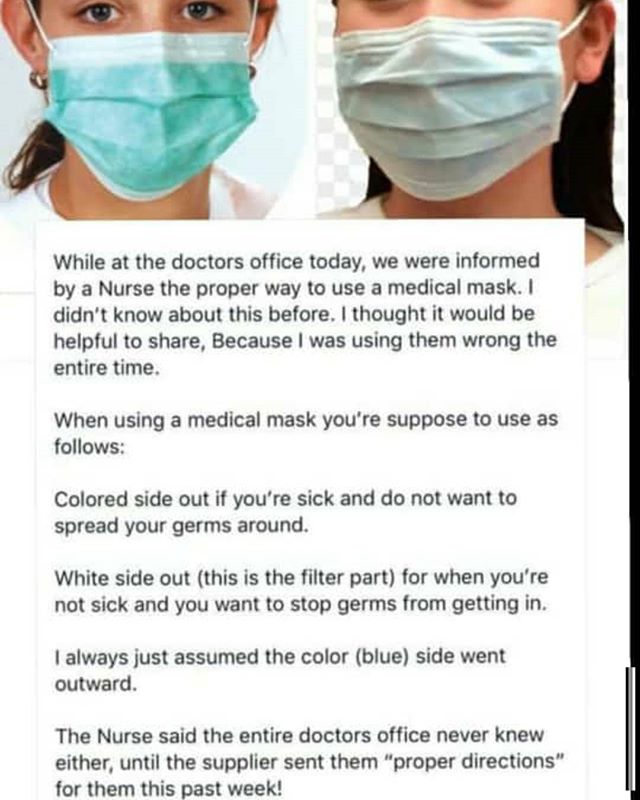 While at the doctors office today, we were informed
by a Nurse the proper way to use a medical mask. I
didn't know about this before. I thought it would be
helpful to share, Because I was using them wrong the
entire time.
When using a medical mask you're suppose to use as
follows:
Colored side out if you're sick and do not want to
spread your germs around.
White side out (this is the filter part) for when you're
not sick and you want to stop germs from getting in.
I always just assumed the color (blue) side went
outward.
The Nurse said the entire doctors office never knew
either, until the supplier sent them "proper directions"
for them this past week!